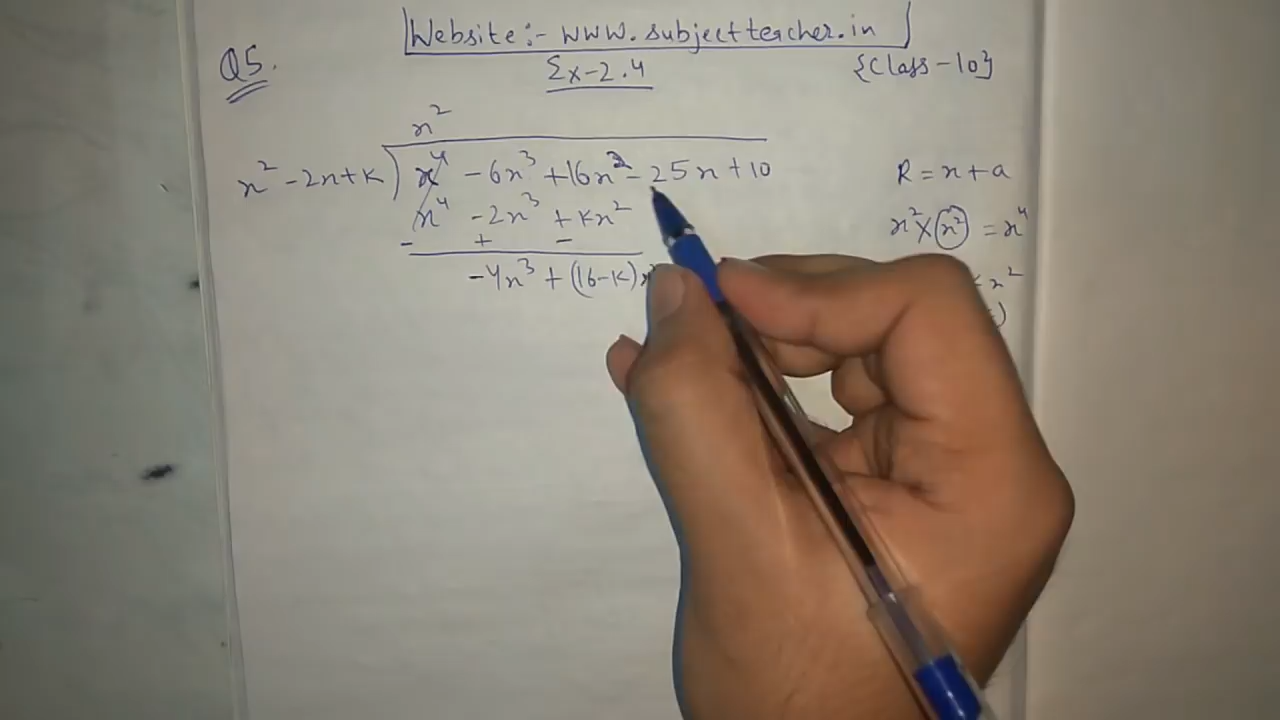 Website:- www.subjectteacher.in
Q5.
Ex-2.4
{Class-10}
x²
x² - 2x + k ) x⁴ - 6x³ + 16x² - 25x + 10
R = x + a
x⁴ - 2x³ + kx²
x² × x² = x⁴
- + -
-4x³ + (16-k)
x²
)